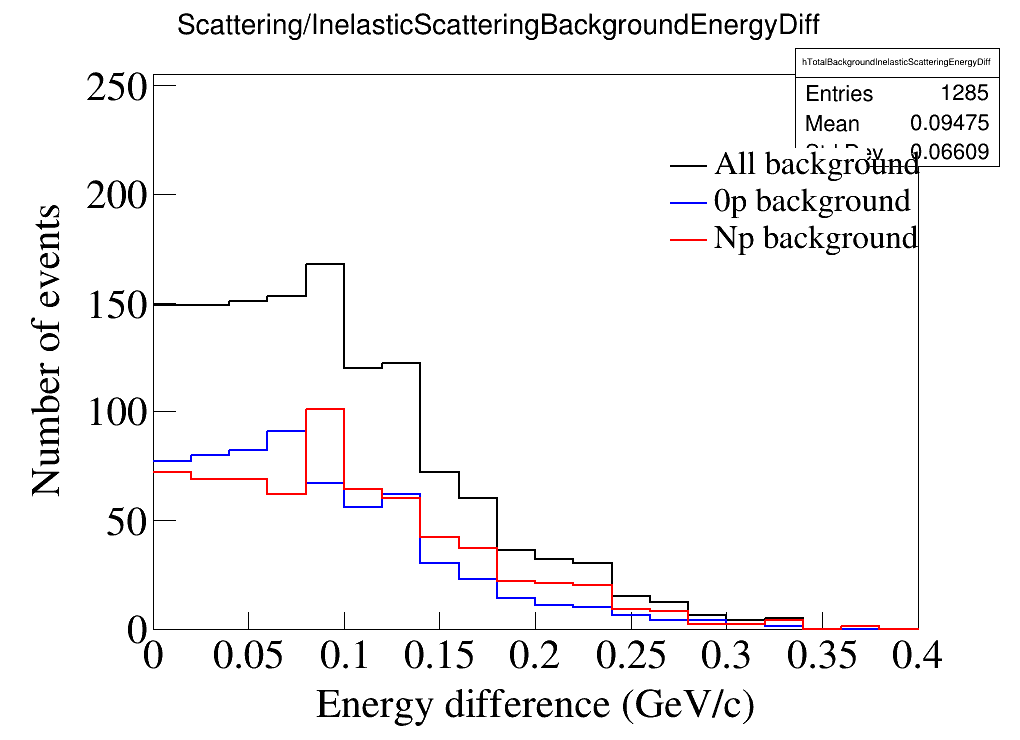 Scattering/InelasticScatteringBackgroundEnergyDiff
hTotalBackgroundInelasticScatteringEnergyDiff
Entries 1285
Mean 0.09475
0.06609
All background
0p background
Np background
Number of events
250
200
150
100
50
0
0 0.05 0.1 0.15 0.2 0.25 0.3 0.35 0.4
Energy difference (GeV/c)